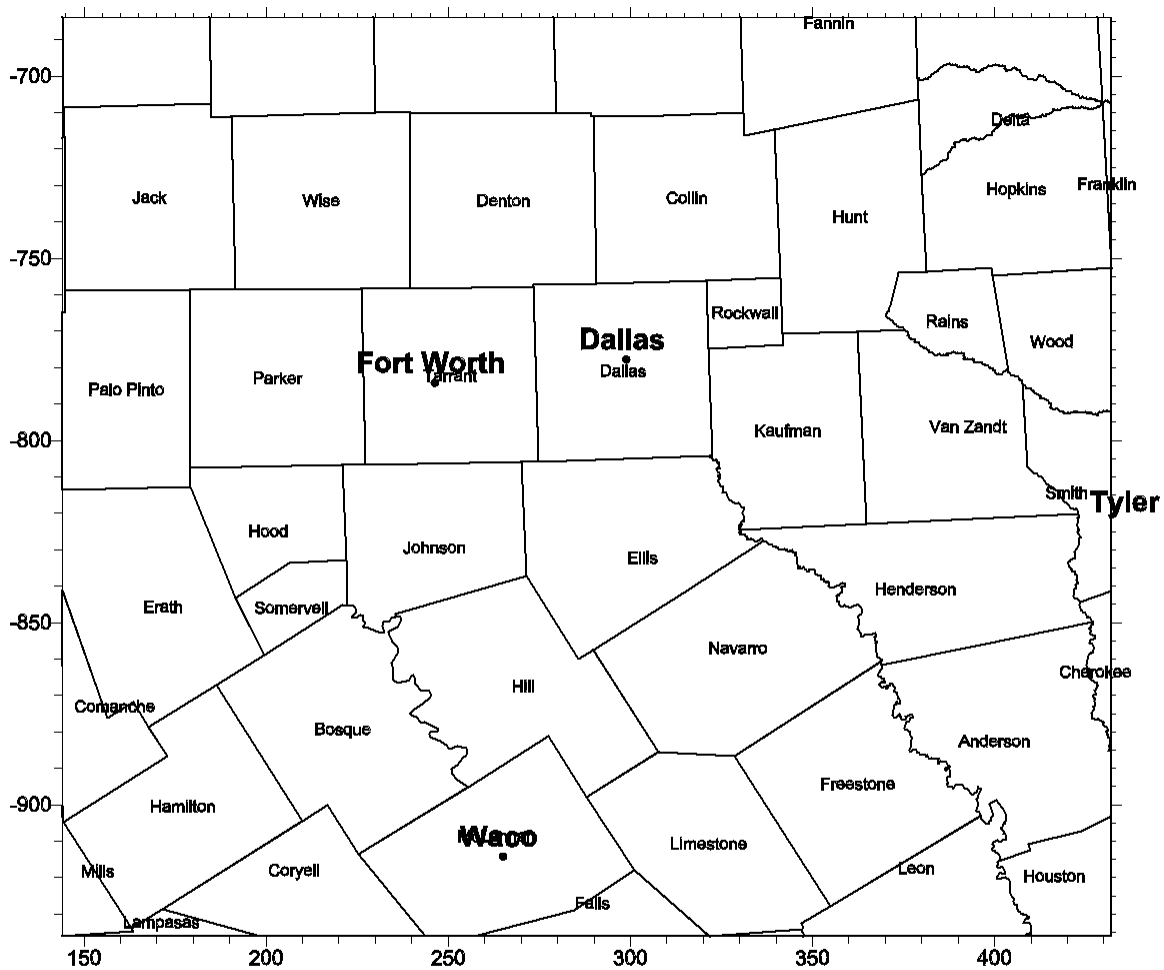 Fannin
-700
Delta
Jack
Wise
Denton
Collin
Hopkins
Franklin
Hunt
-750
Rockwall
Rains
Wood
Dallas
Fort Worth
Tarrant
Dallas
Parker
Palo Pinto
Van Zandt
Kaufman
-800
Smith
Tyler
Hood
Johnson
Ellis
Henderson
Erath
Somervell
-850
Navarro
Cherokee
Hill
Comanche
Bosque
Anderson
Freestone
-900
Hamilton
Waco
Limestone
Mills
Coryell
Leon
Houston
Falls
Lampasas
150 200 250 300 350 400